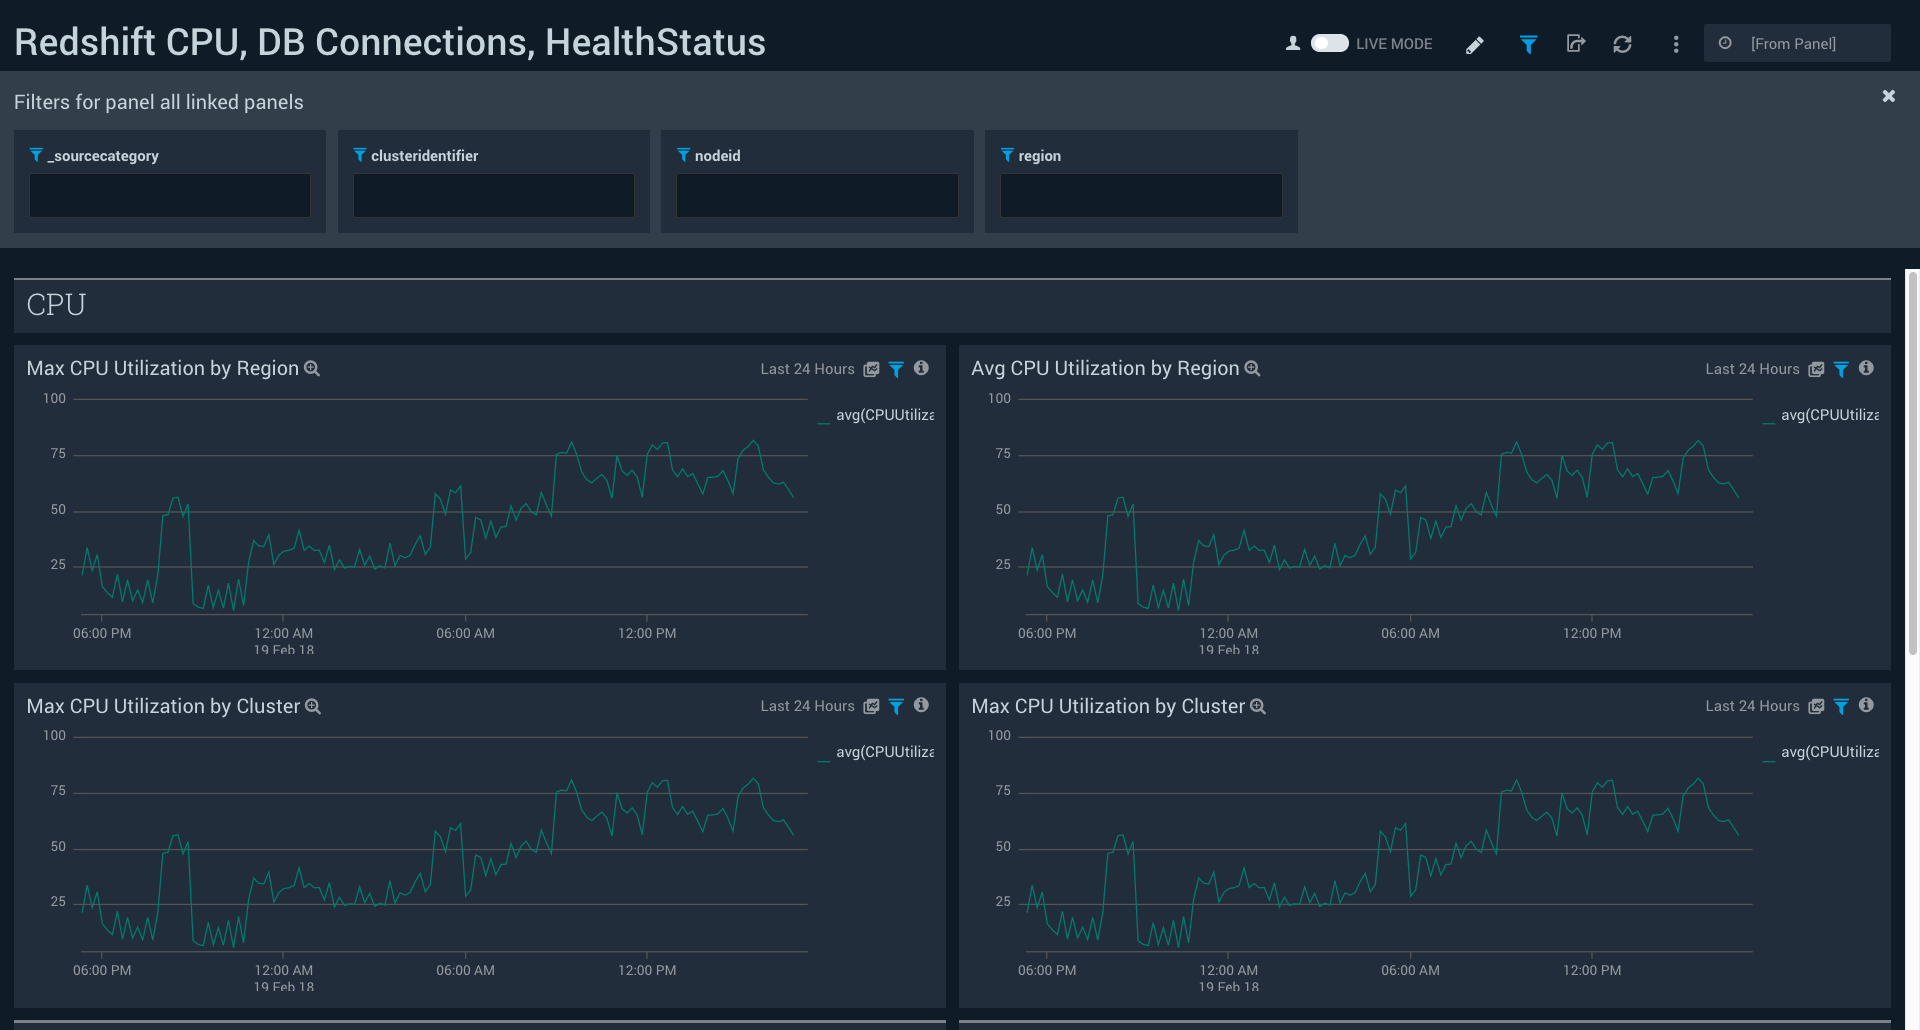 Redshift CPU, DB Connections, HealthStatus
LIVE MODE
[From Panel]
Filters for panel all linked panels
_sourcecategory
clusteridentifier
nodeid
region
CPU
Max CPU Utilization by Region
Last 24 Hours
100
75
50
25
avg(CPUUtiliza
06:00 PM
12:00 AM
06:00 AM
12:00 PM
19 Feb 18
Avg CPU Utilization by Region
Last 24 Hours
100
75
50
25
avg(CPUUtiliza
06:00 PM
12:00 AM
06:00 AM
12:00 PM
19 Feb 18
Max CPU Utilization by Cluster
Last 24 Hours
100
75
50
25
avg(CPUUtiliza
06:00 PM
12:00 AM
06:00 AM
12:00 PM
19 Feb 18
Max CPU Utilization by Cluster
Last 24 Hours
100
75
50
25
avg(CPUUtiliza
06:00 PM
12:00 AM
06:00 AM
12:00 PM
19 Feb 18